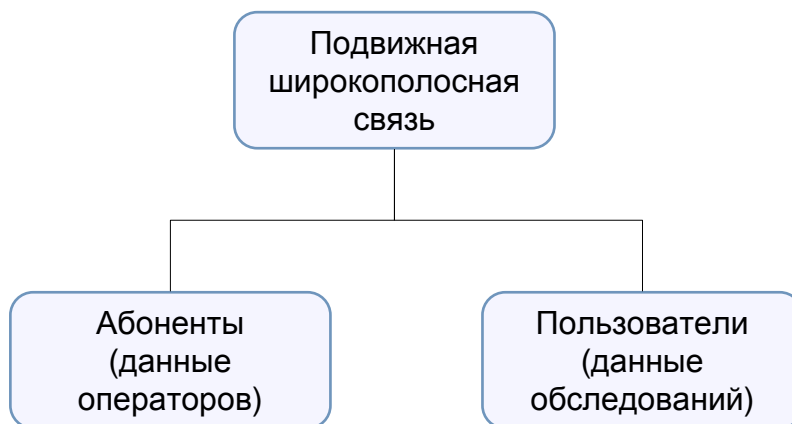 Подвижная
широкополосная
связь
Абоненты
(данные
операторов)
Пользователи
(данные
обследований)